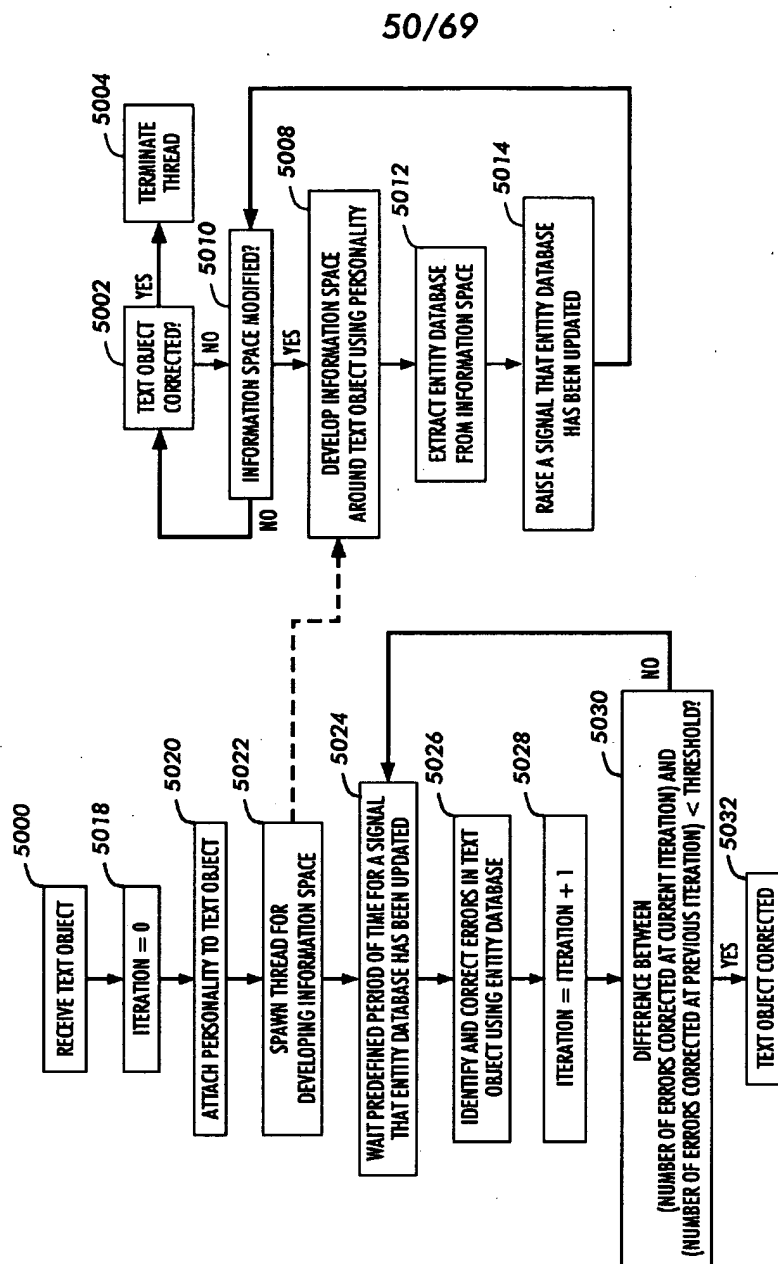 50/69
5000
RECEIVE TEXT OBJECT
5018
ITERATION = 0
5020
ATTACH PERSONALITY TO TEXT OBJECT
5022
SPAWN THREAD FOR
DEVELOPING INFORMATION SPACE
5024
WAIT PREDEFINED PERIOD OF TIME FOR A SIGNAL
THAT ENTITY DATABASE HAS BEEN UPDATED
5026
IDENTIFY AND CORRECT ERRORS IN TEXT
OBJECT USING ENTITY DATABASE
5028
ITERATION = ITERATION + 1
5030
DIFFERENCE BETWEEN
(NUMBER OF ERRORS CORRECTED AT CURRENT ITERATION) AND
(NUMBER OF ERRORS CORRECTED AT PREVIOUS ITERATION) < THRESHOLD?
NO
YES
5032
TEXT OBJECT CORRECTED
5002
TEXT OBJECT
CORRECTED?
YES
5004
TERMINATE
THREAD
NO
5010
INFORMATION SPACE MODIFIED?
NO
YES
5008
DEVELOP INFORMATION SPACE
AROUND TEXT OBJECT USING PERSONALITY
5012
EXTRACT ENTITY DATABASE
FROM INFORMATION SPACE
5014
RAISE A SIGNAL THAT ENTITY DATABASE
HAS BEEN UPDATED